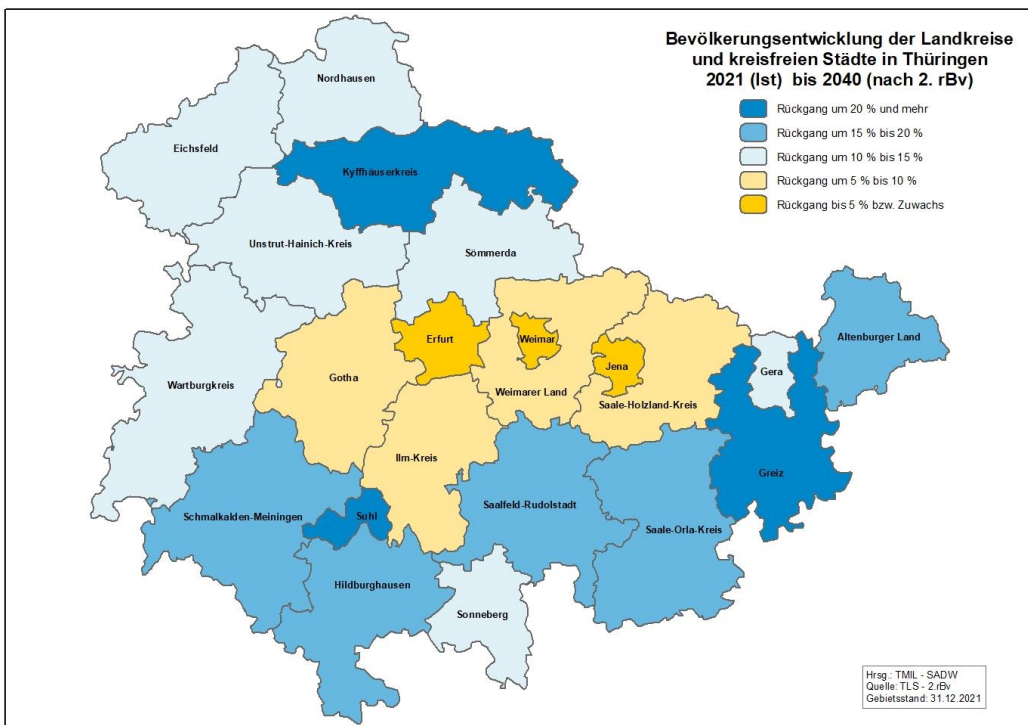 Bevölkerungsentwicklung der Landkreise
und kreisfreien Städte in Thüringen
2021 (Ist) bis 2040 (nach 2. rBv)
Rückgang um 20 % und mehr
Rückgang um 15 % bis 20 %
Rückgang um 10 % bis 15 %
Rückgang um 5 % bis 10 %
Rückgang bis 5 % bzw. Zuwachs
Nordhausen
Eichsfeld
Kyffhäuserkreis
Unstrut-Hainich-Kreis
Sömmerda
Altenburger Land
Erfurt
Weimar
Jena
Gera
Gotha
Wartburgkreis
Weimarer Land
Saale-Holzland-Kreis
Ilm-Kreis
Greiz
Schmalkalden-Meiningen
Suhl
Saalfeld-Rudolstadt
Saale-Orla-Kreis
Hildburghausen
Sonneberg
Hrsg.: TMIL - SADW
Quelle: TLS - 2.rBv
Gebietsstand: 31.12.2021